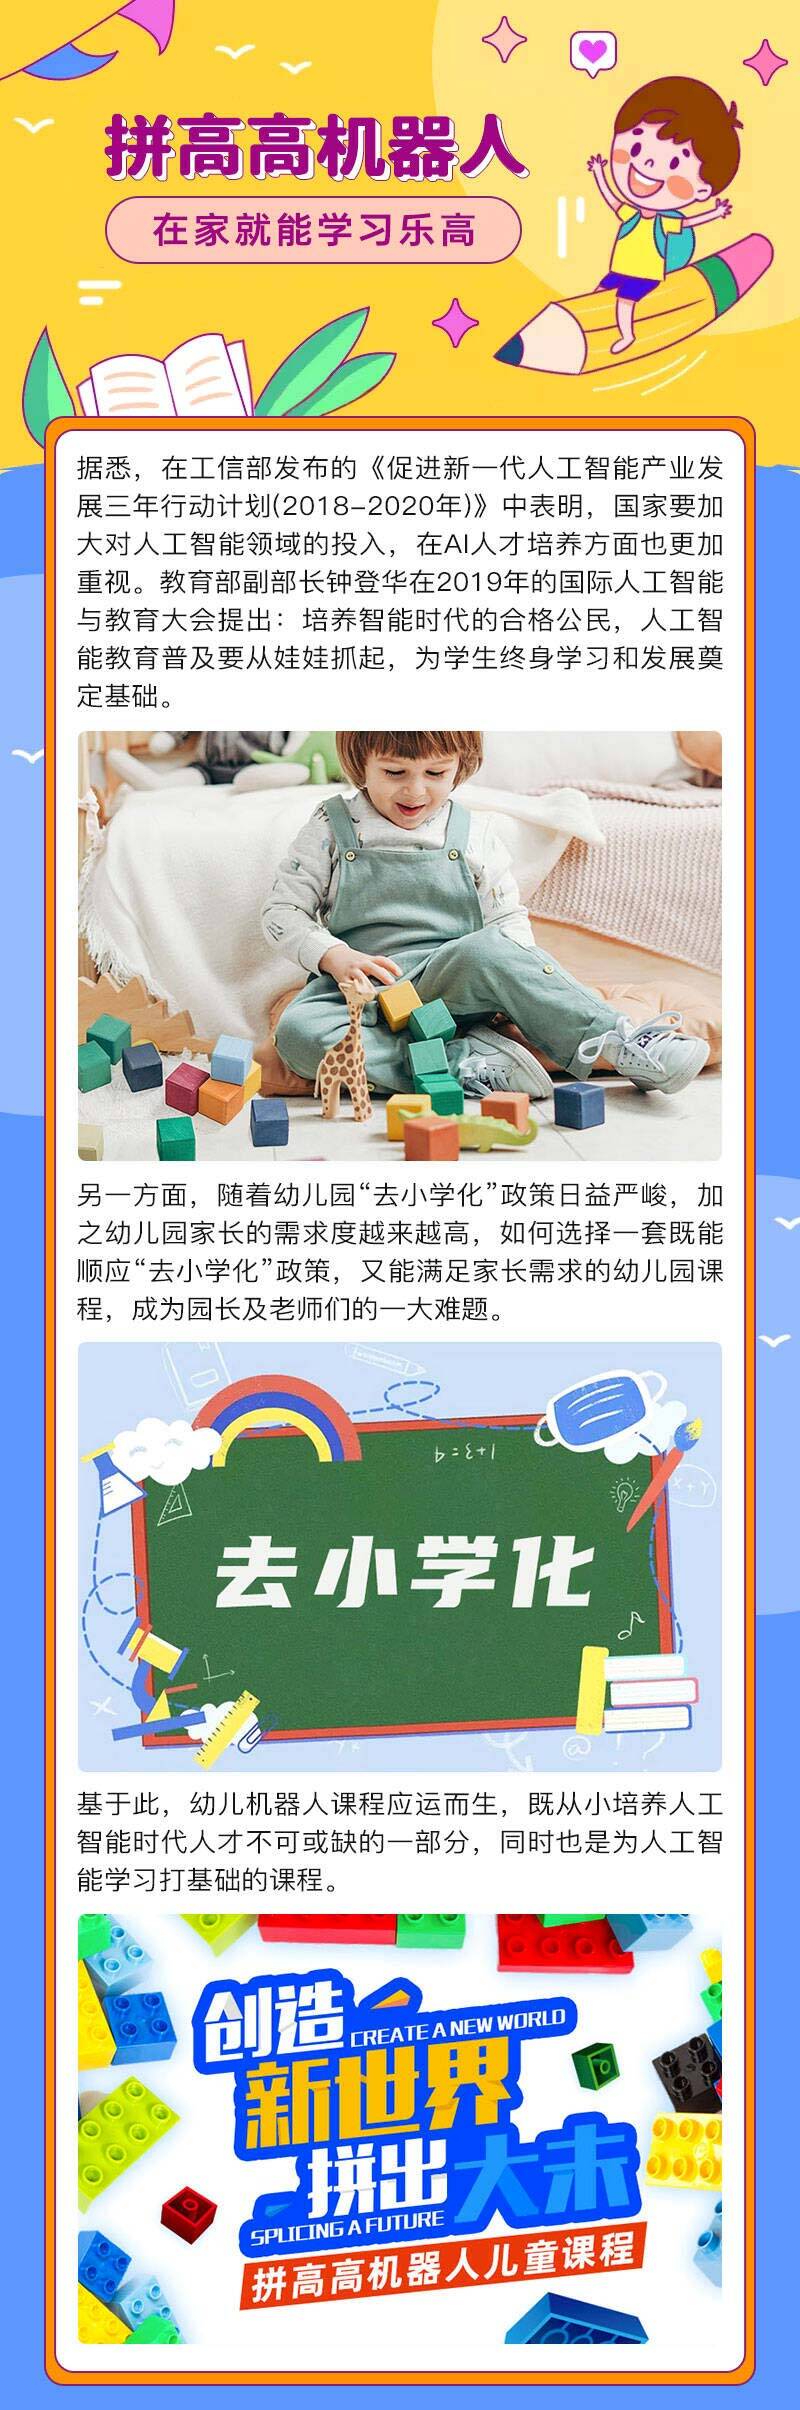 拼高高机器人
在家就能学习乐高
据悉，在工信部发布的《促进新一代人工智能产业发
展三年行动计划(2018-2020年)》中表明，国家要加
大对人工智能领域的投入，在AI人才培养方面也更加
重视。教育部副部长钟登华在2019年的国际人工智能
与教育大会提出：培养智能时代的合格公民，人工智
能教育普及要从娃娃抓起，为学生终身学习和发展奠
定基础。
另一方面，随着幼儿园“去小学化”政策日益严峻，加
之幼儿园家长的需求度越来越高，如何选择一套既能
顺应“去小学化”政策，又能满足家长需求的幼儿园课
程，成为园长及老师们的一大难题。
去小学化
基于此，幼儿机器人课程应运而生，既从小培养人工
智能时代人才不可或缺的一部分，同时也是为人工智
能学习打基础的课程。
创造
CREATE A NEW WORLD
新世界
拼出大未
SPLICING A FUTURE
拼高高机器人儿童课程